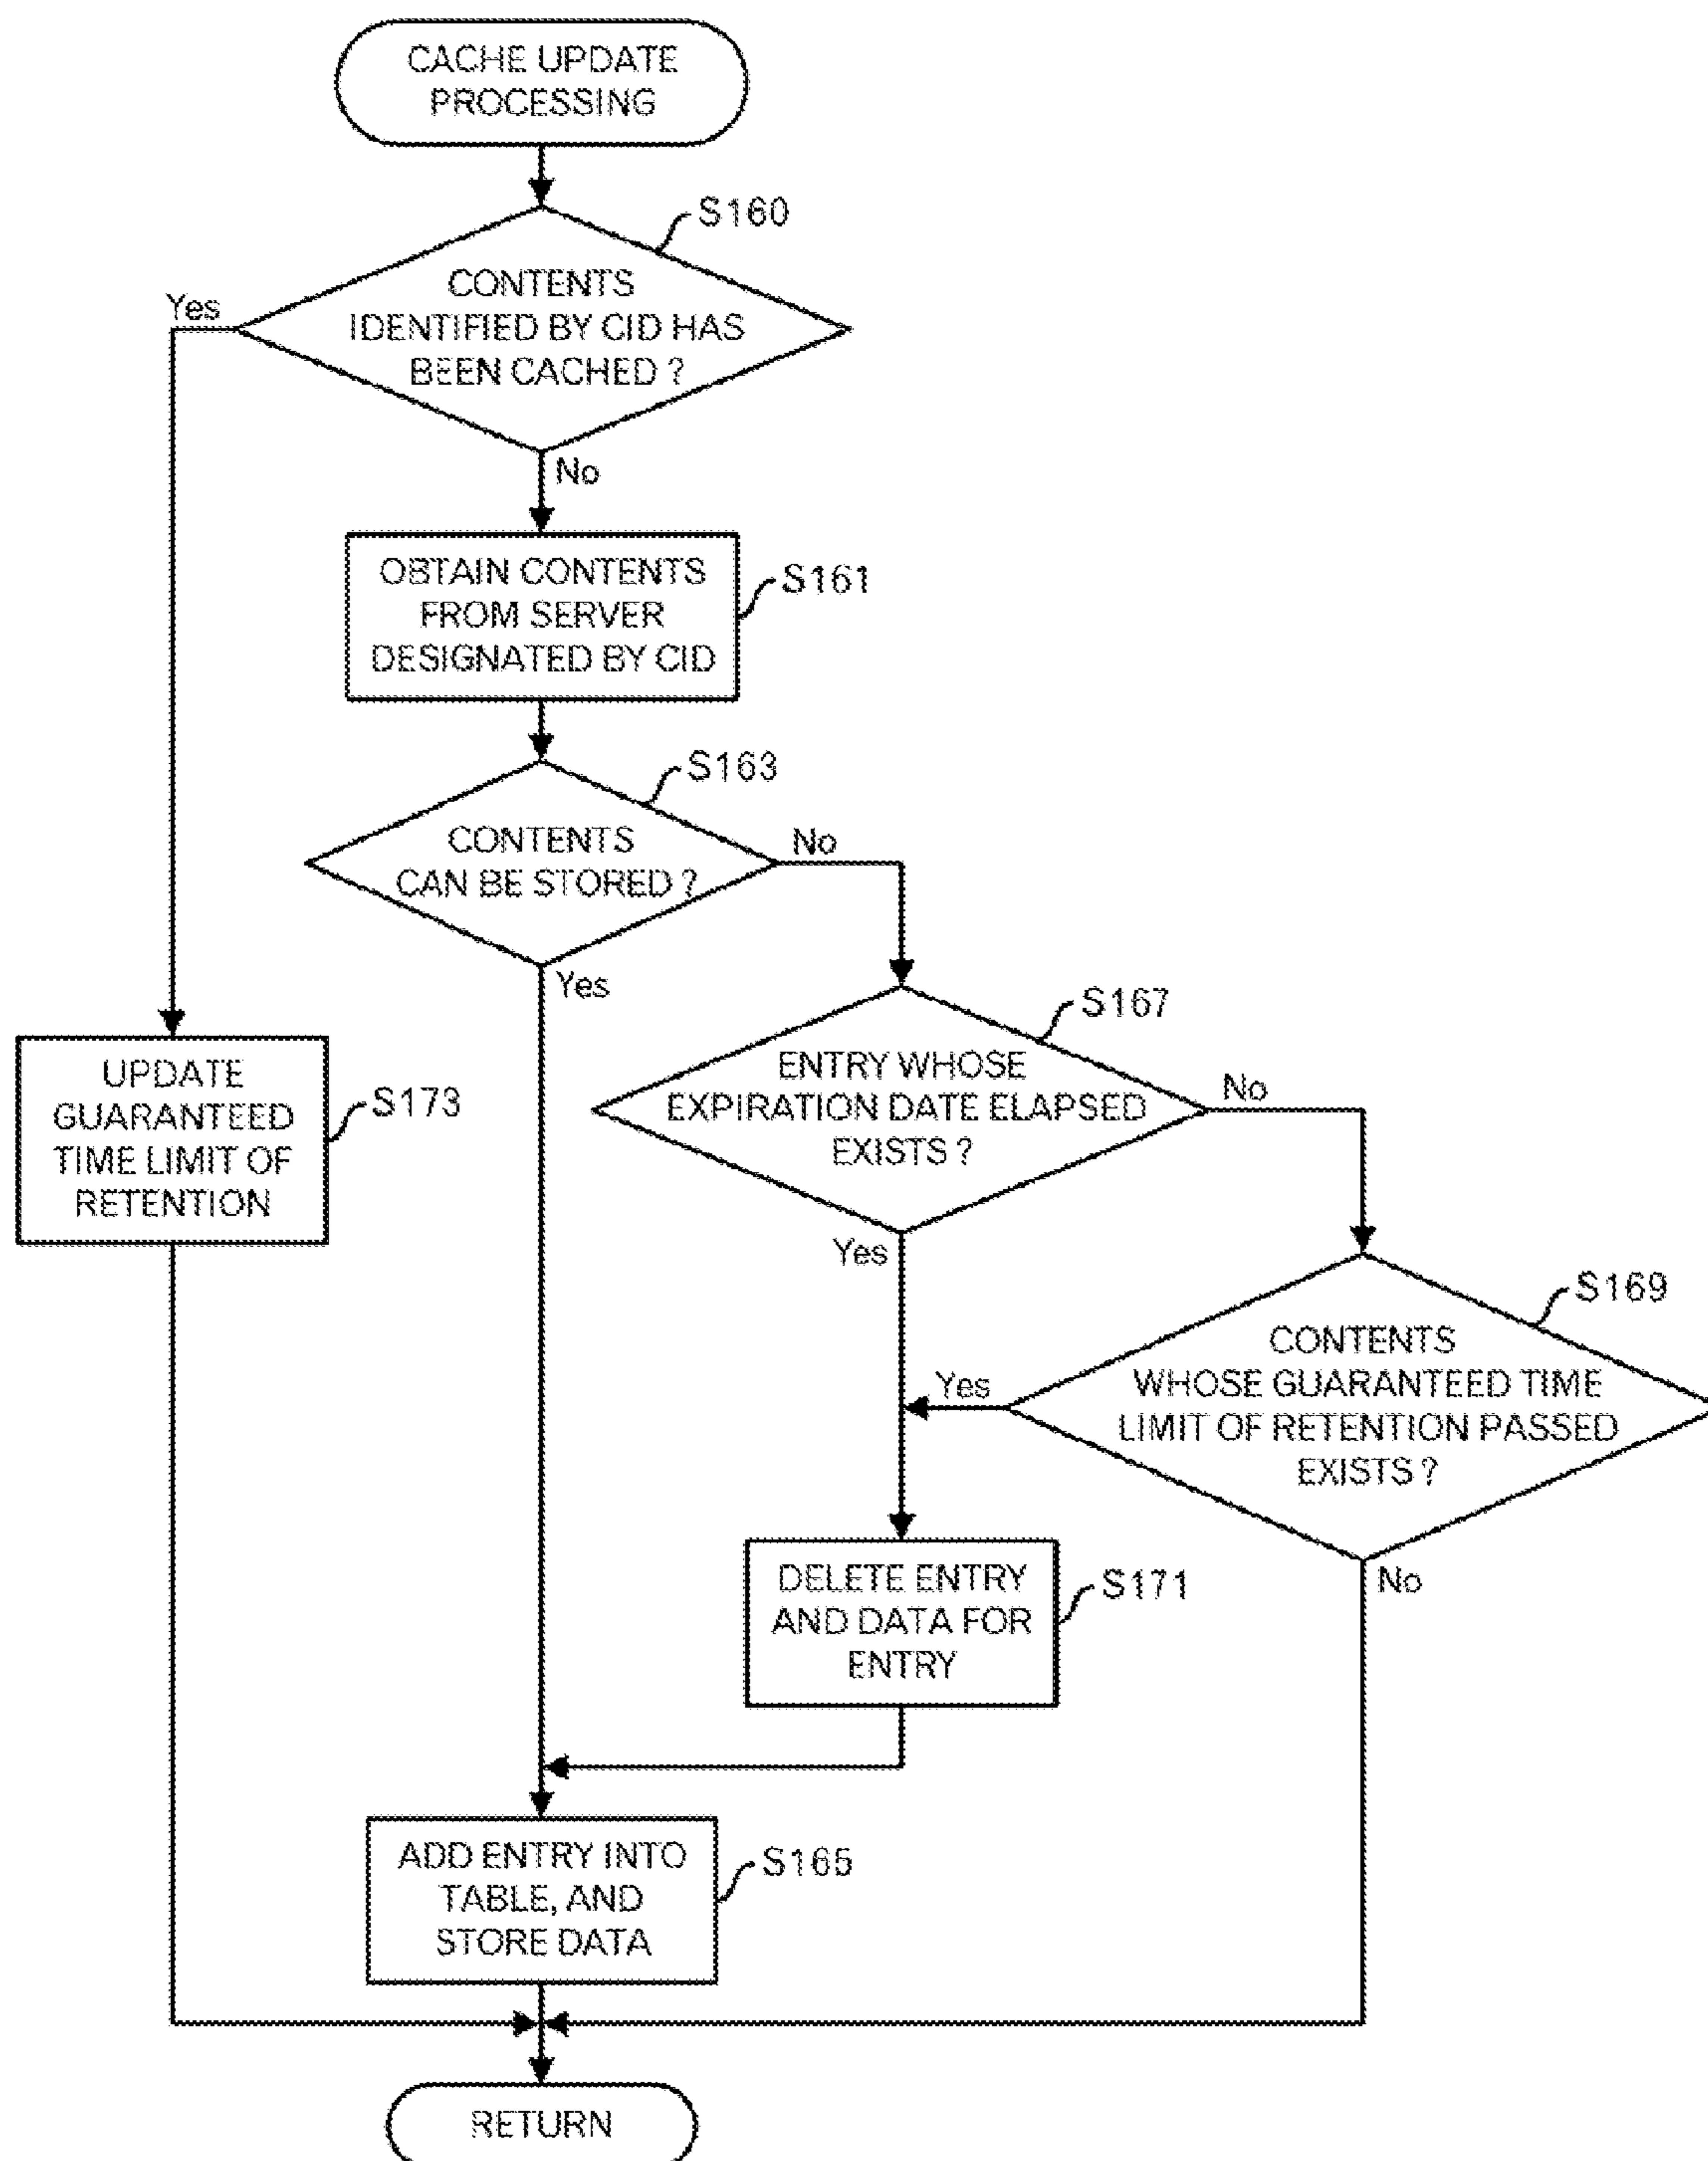 CACHE UPDATE
PROCESSING
S160
CONTENTS
IDENTIFIED BY CID HAS
BEEN CACHED ?
Yes
No
OBTAIN CONTENTS
FROM SERVER
DESIGNATED BY CID
S161
S163
CONTENTS
CAN BE STORED ?
No
Yes
S167
ENTRY WHOSE
EXPIRATION DATE ELAPSED
EXISTS ?
No
Yes
UPDATE
GUARANTEED
TIME LIMIT OF
RETENTION
S173
S169
CONTENTS
WHOSE GUARANTEED TIME
LIMIT OF RETENTION PASSED
EXISTS ?
Yes
No
DELETE ENTRY
AND DATA FOR
ENTRY
S171
ADD ENTRY INTO
TABLE, AND
STORE DATA
S165
RETURN